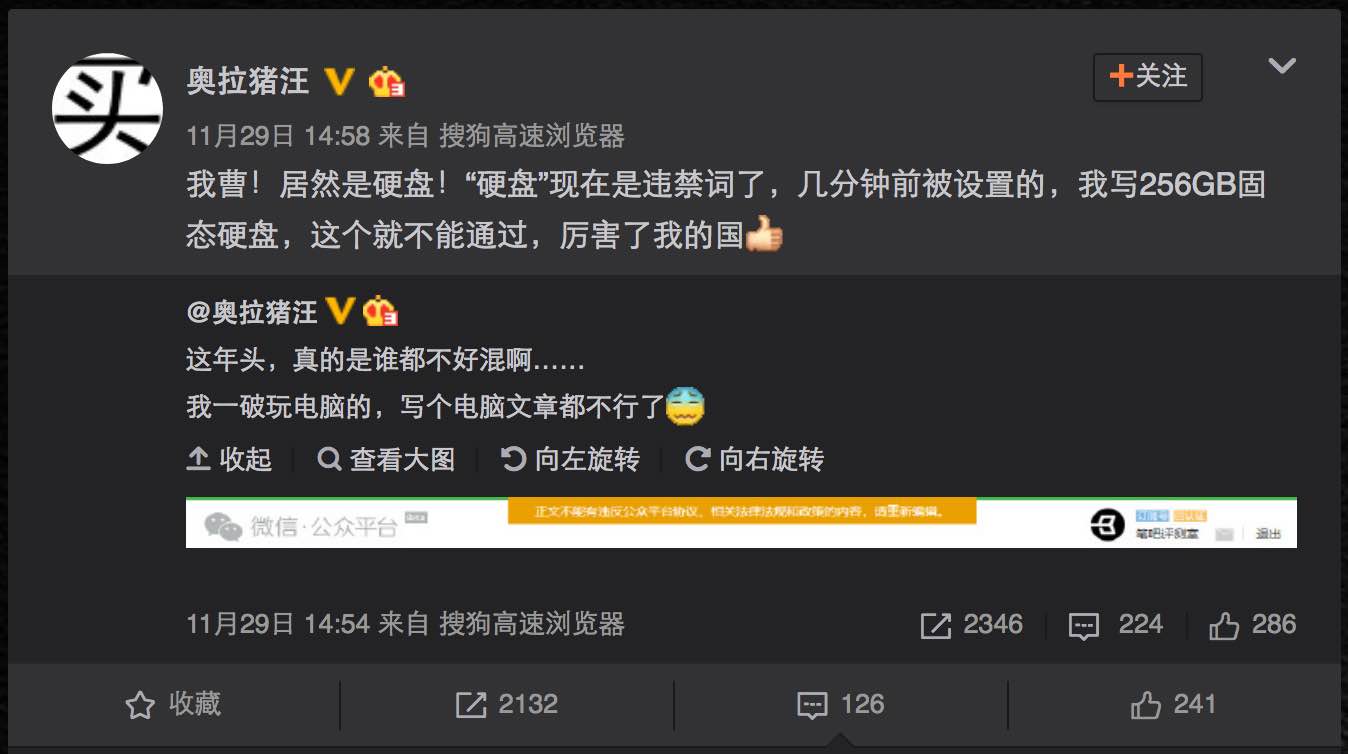 买
奥拉猪汪 V 3
+关注
11月29日 14:58 来自 搜狗高速浏览器
我曹！居然是硬盘！“硬盘”现在是违禁词了，几分钟前被设置的，我写256GB固
态硬盘，这个就不能通过，厉害了我的国
@奥拉猪汪 V 3
这年头，真的是谁都不好混啊……
我一破玩电脑的，写个电脑文章都不行了
收起 查看大图 向左旋转 向右旋转
正文不能有违反公众平台协议、相关法律法规和政策的内容，请重新编辑。
微信·公众平台
订阅号 已认证
笔吧评测室 退出
11月29日 14:54 来自 搜狗高速浏览器 2346 224 286
收藏 2132 126 241